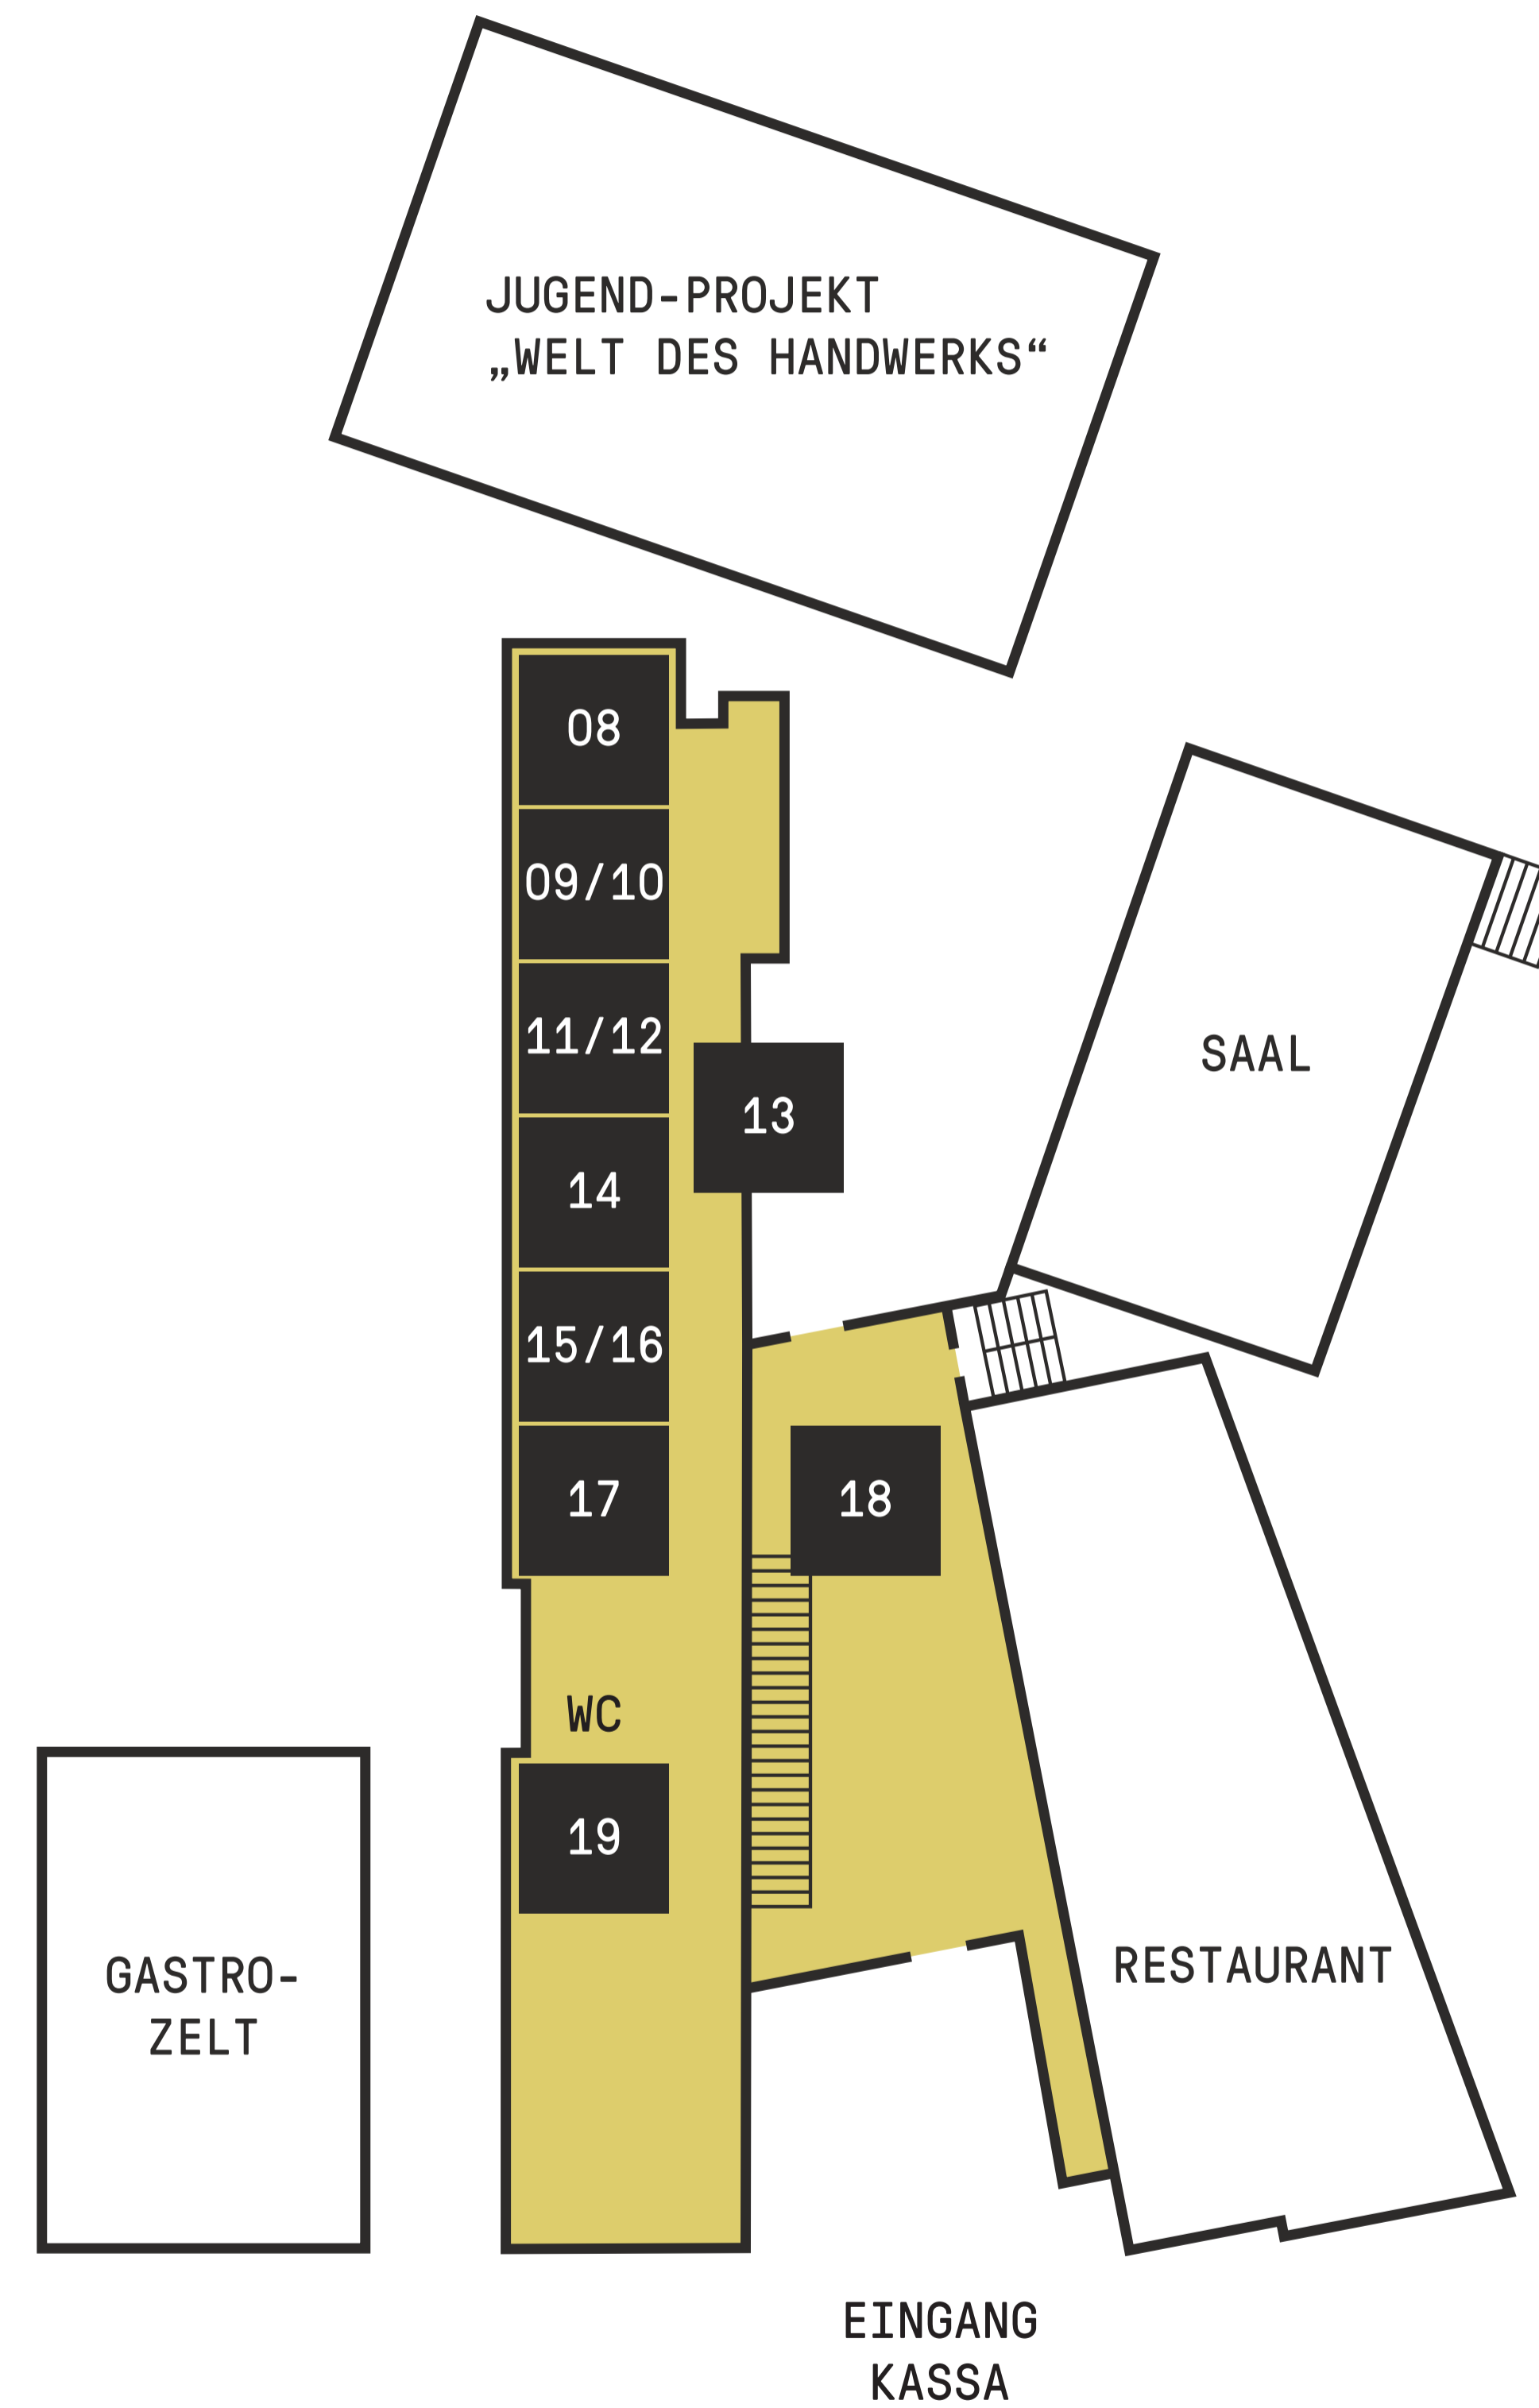 JUGEND-PROJEKT
„WELT DES HANDWERKS“
08
09/10
11/12
SAAL
13
14
15/16
17
18
WC
19
GASTRO-
ZELT
RESTAURANT
EINGANG
KASSA